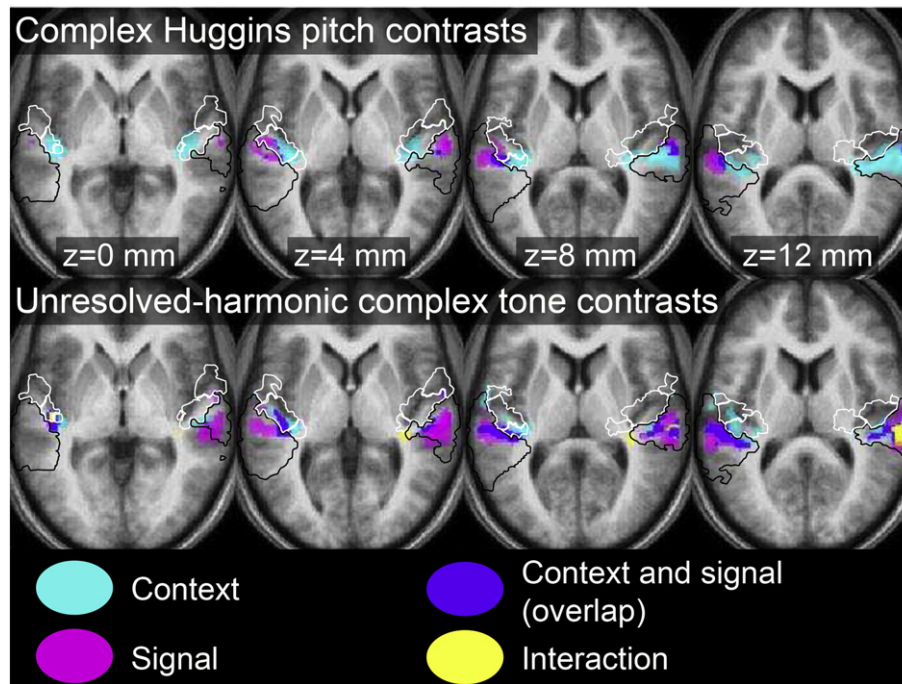 Complex Huggins pitch contrasts
z=0 mm z=4 mm z=8 mm z=12 mm
Unresolved-harmonic complex tone contrasts
Context
Context and signal
(overlap)
Signal
Interaction